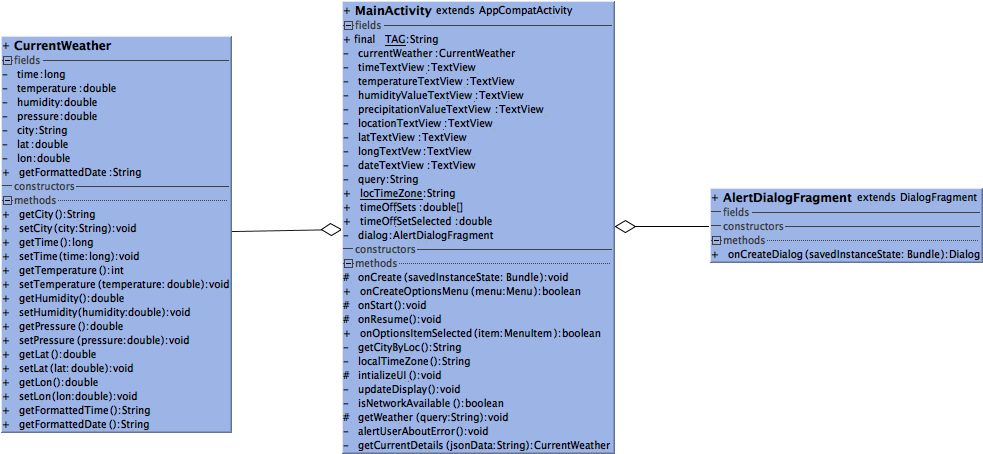 + CurrentWeather
fields
- time:long
- temperature :double
- humidity:double
- pressure:double
- city:String
- lat:double
- lon:double
+ getFormattedDate :String
constructors
methods
+ getCity ():String
+ setCity (city:String):void
+ getTime():long
+ setTime (time:long):void
+ getTemperature ():int
+ setTemperature (temperature: double):void
+ getHumidity():double
+ setHumidity(humidity:double):void
+ getPressure ():double
+ setPressure (pressure:double):void
+ getLat():double
+ setLat (lat: double):void
+ getLon():double
+ setLon(lon:double):void
+ getFormattedTime():String
+ getFormattedDate ():String
+ MainActivity extends AppCompatActivity
fields
+ final TAG:String
- currentWeather :CurrentWeather
- timeTextView :TextView
- temperatureTextView :TextView
- humidityValueTextView :TextView
- precipitationValueTextView :TextView
- locationTextView :TextView
- latTextView :TextView
- longTextView:TextView
- dateTextView :TextView
- query:String
+ locTimeZone:String
+ timeOffSets :double[]
+ timeOffSetSelected :double
- dialog:AlertDialogFragment
constructors
methods
# onCreate (savedInstanceState: Bundle):void
+ onCreateOptionsMenu (menu:Menu):boolean
# onStart():void
# onResume():void
+ onOptionsItemSelected (item:MenuItem):boolean
- getCityByLoc():String
- localTimeZone():String
# intializeUI ():void
- updateDisplay():void
- isNetworkAvailable ():boolean
# getWeather (query:String):void
- alertUserAboutError():void
- getCurrentDetails (jsonData:String):CurrentWeather
+ AlertDialogFragment extends DialogFragment
fields
constructors
methods
+ onCreateDialog (savedInstanceState: Bundle):Dialog